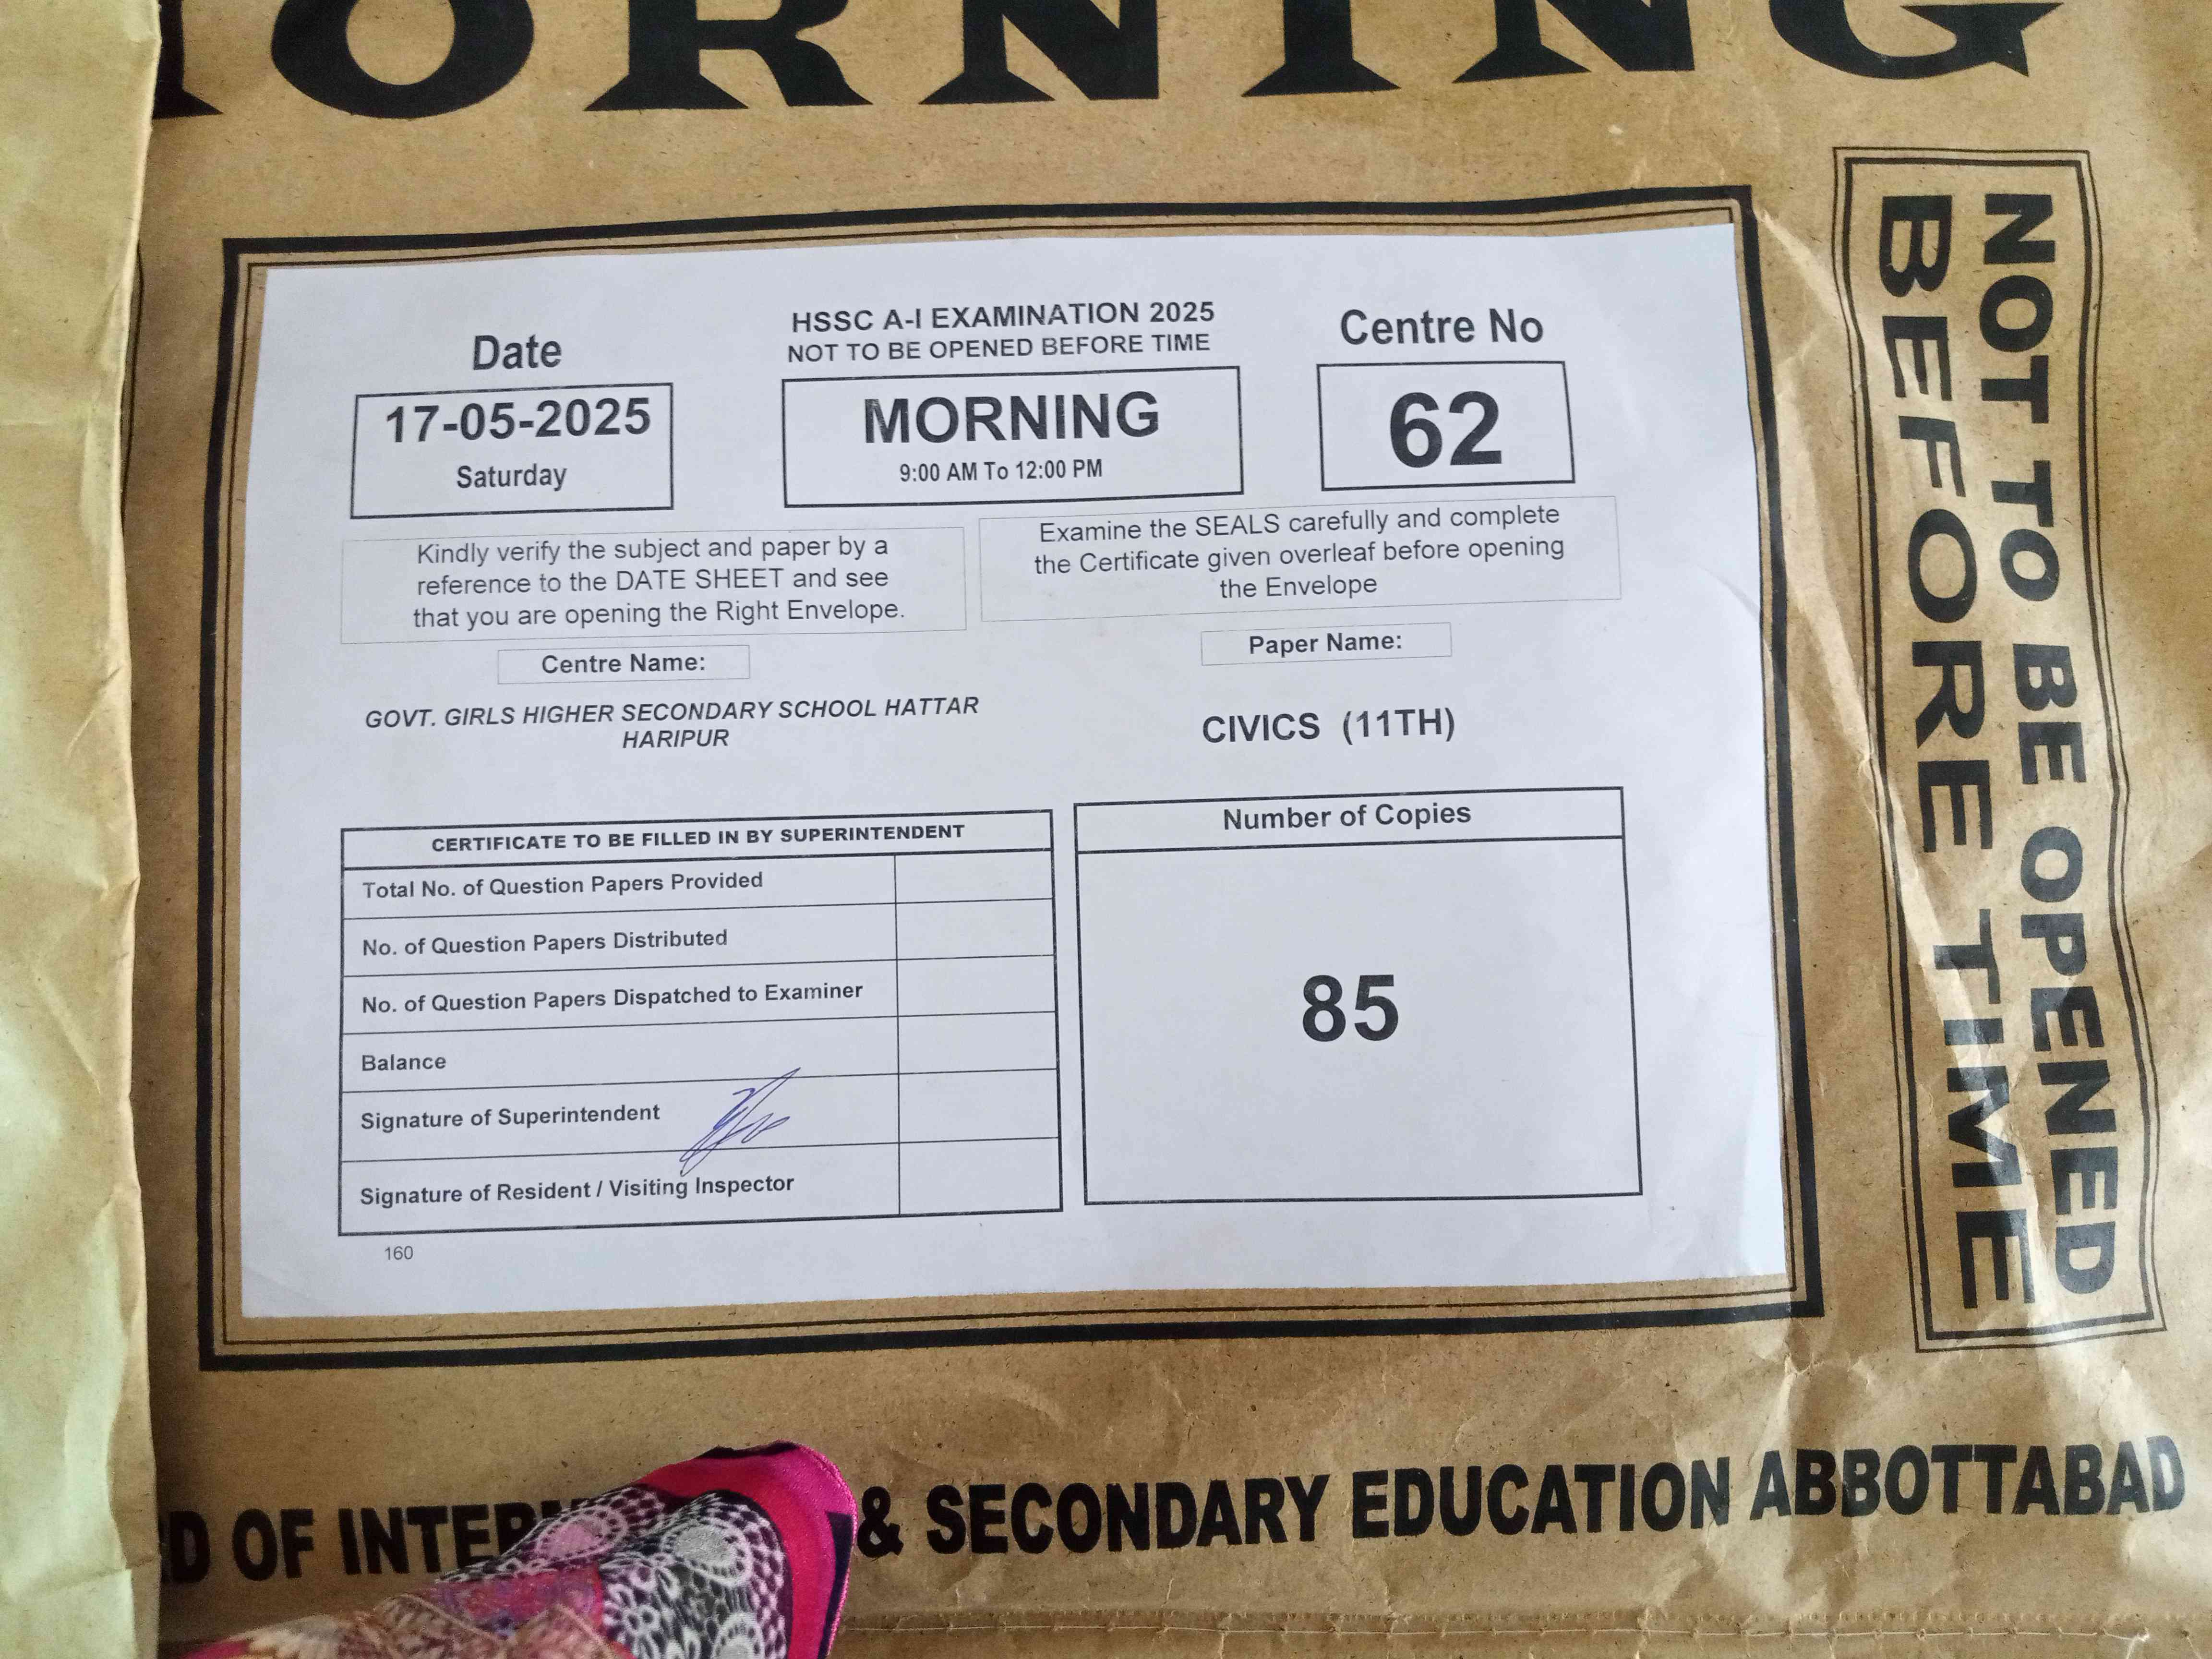 MORNING
Date
17-05-2025
Saturday
HSSC A-I EXAMINATION 2025
NOT TO BE OPENED BEFORE TIME
MORNING
9:00 AM To 12:00 PM
Centre No
62
Kindly verify the subject and paper by a
reference to the DATE SHEET and see
that you are opening the Right Envelope.
Examine the SEALS carefully and complete
the Certificate given overleaf before opening
the Envelope
Centre Name:
GOVT. GIRLS HIGHER SECONDARY SCHOOL HATTAR
HARIPUR
Paper Name:
CIVICS (11TH)
CERTIFICATE TO BE FILLED IN BY SUPERINTENDENT
Total No. of Question Papers Provided
No. of Question Papers Distributed
No. of Question Papers Dispatched to Examiner
Balance
Signature of Superintendent
Signature of Resident / Visiting Inspector
Number of Copies
85
160
NOT TO BE OPENED
BEFORE TIME
OF & SECONDARY EDUCATION ABBOTTABAD